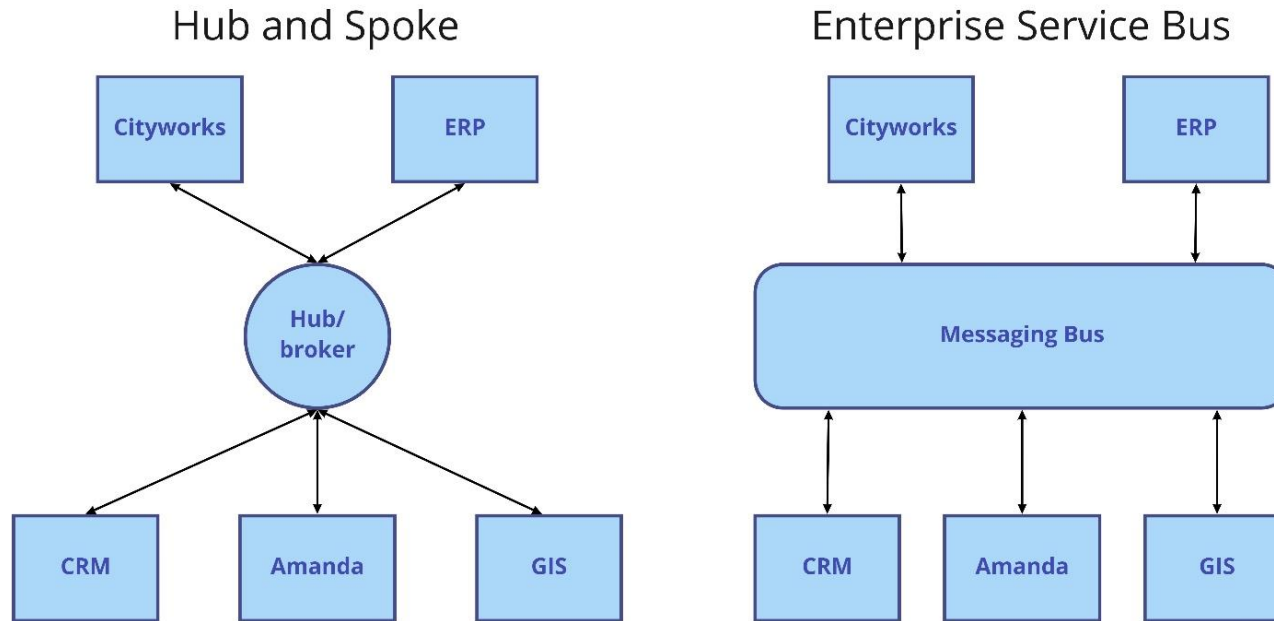 Hub and Spoke
Enterprise Service Bus
Cityworks
ERP
Cityworks
ERP
Hub/
broker
Messaging Bus
CRM
Amanda
GIS
CRM
Amanda
GIS